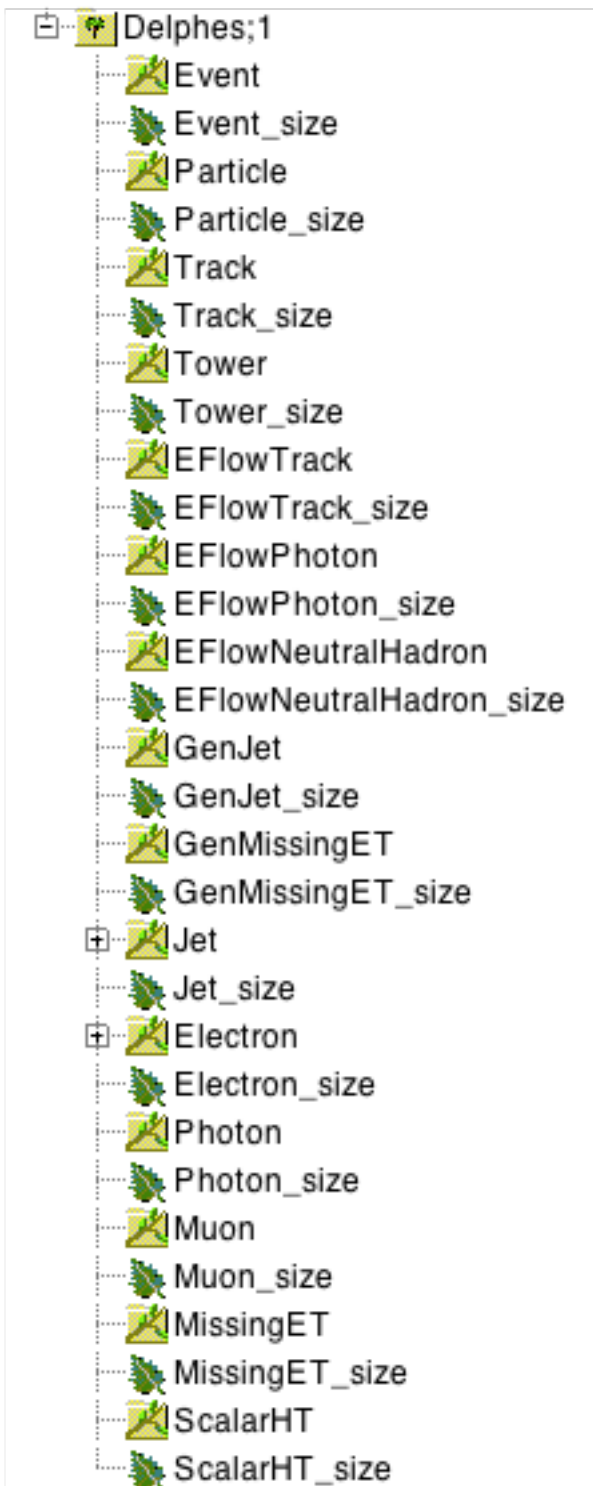 Delphes;1
Event
Event_size
Particle
Particle_size
Track
Track_size
Tower
Tower_size
EFlowTrack
EFlowTrack_size
EFlowPhoton
EFlowPhoton_size
EFlowNeutralHadron
EFlowNeutralHadron_size
GenJet
GenJet_size
GenMissingET
GenMissingET_size
Jet
Jet_size
Electron
Electron_size
Photon
Photon_size
Muon
Muon_size
MissingET
MissingET_size
ScalarHT
ScalarHT_size